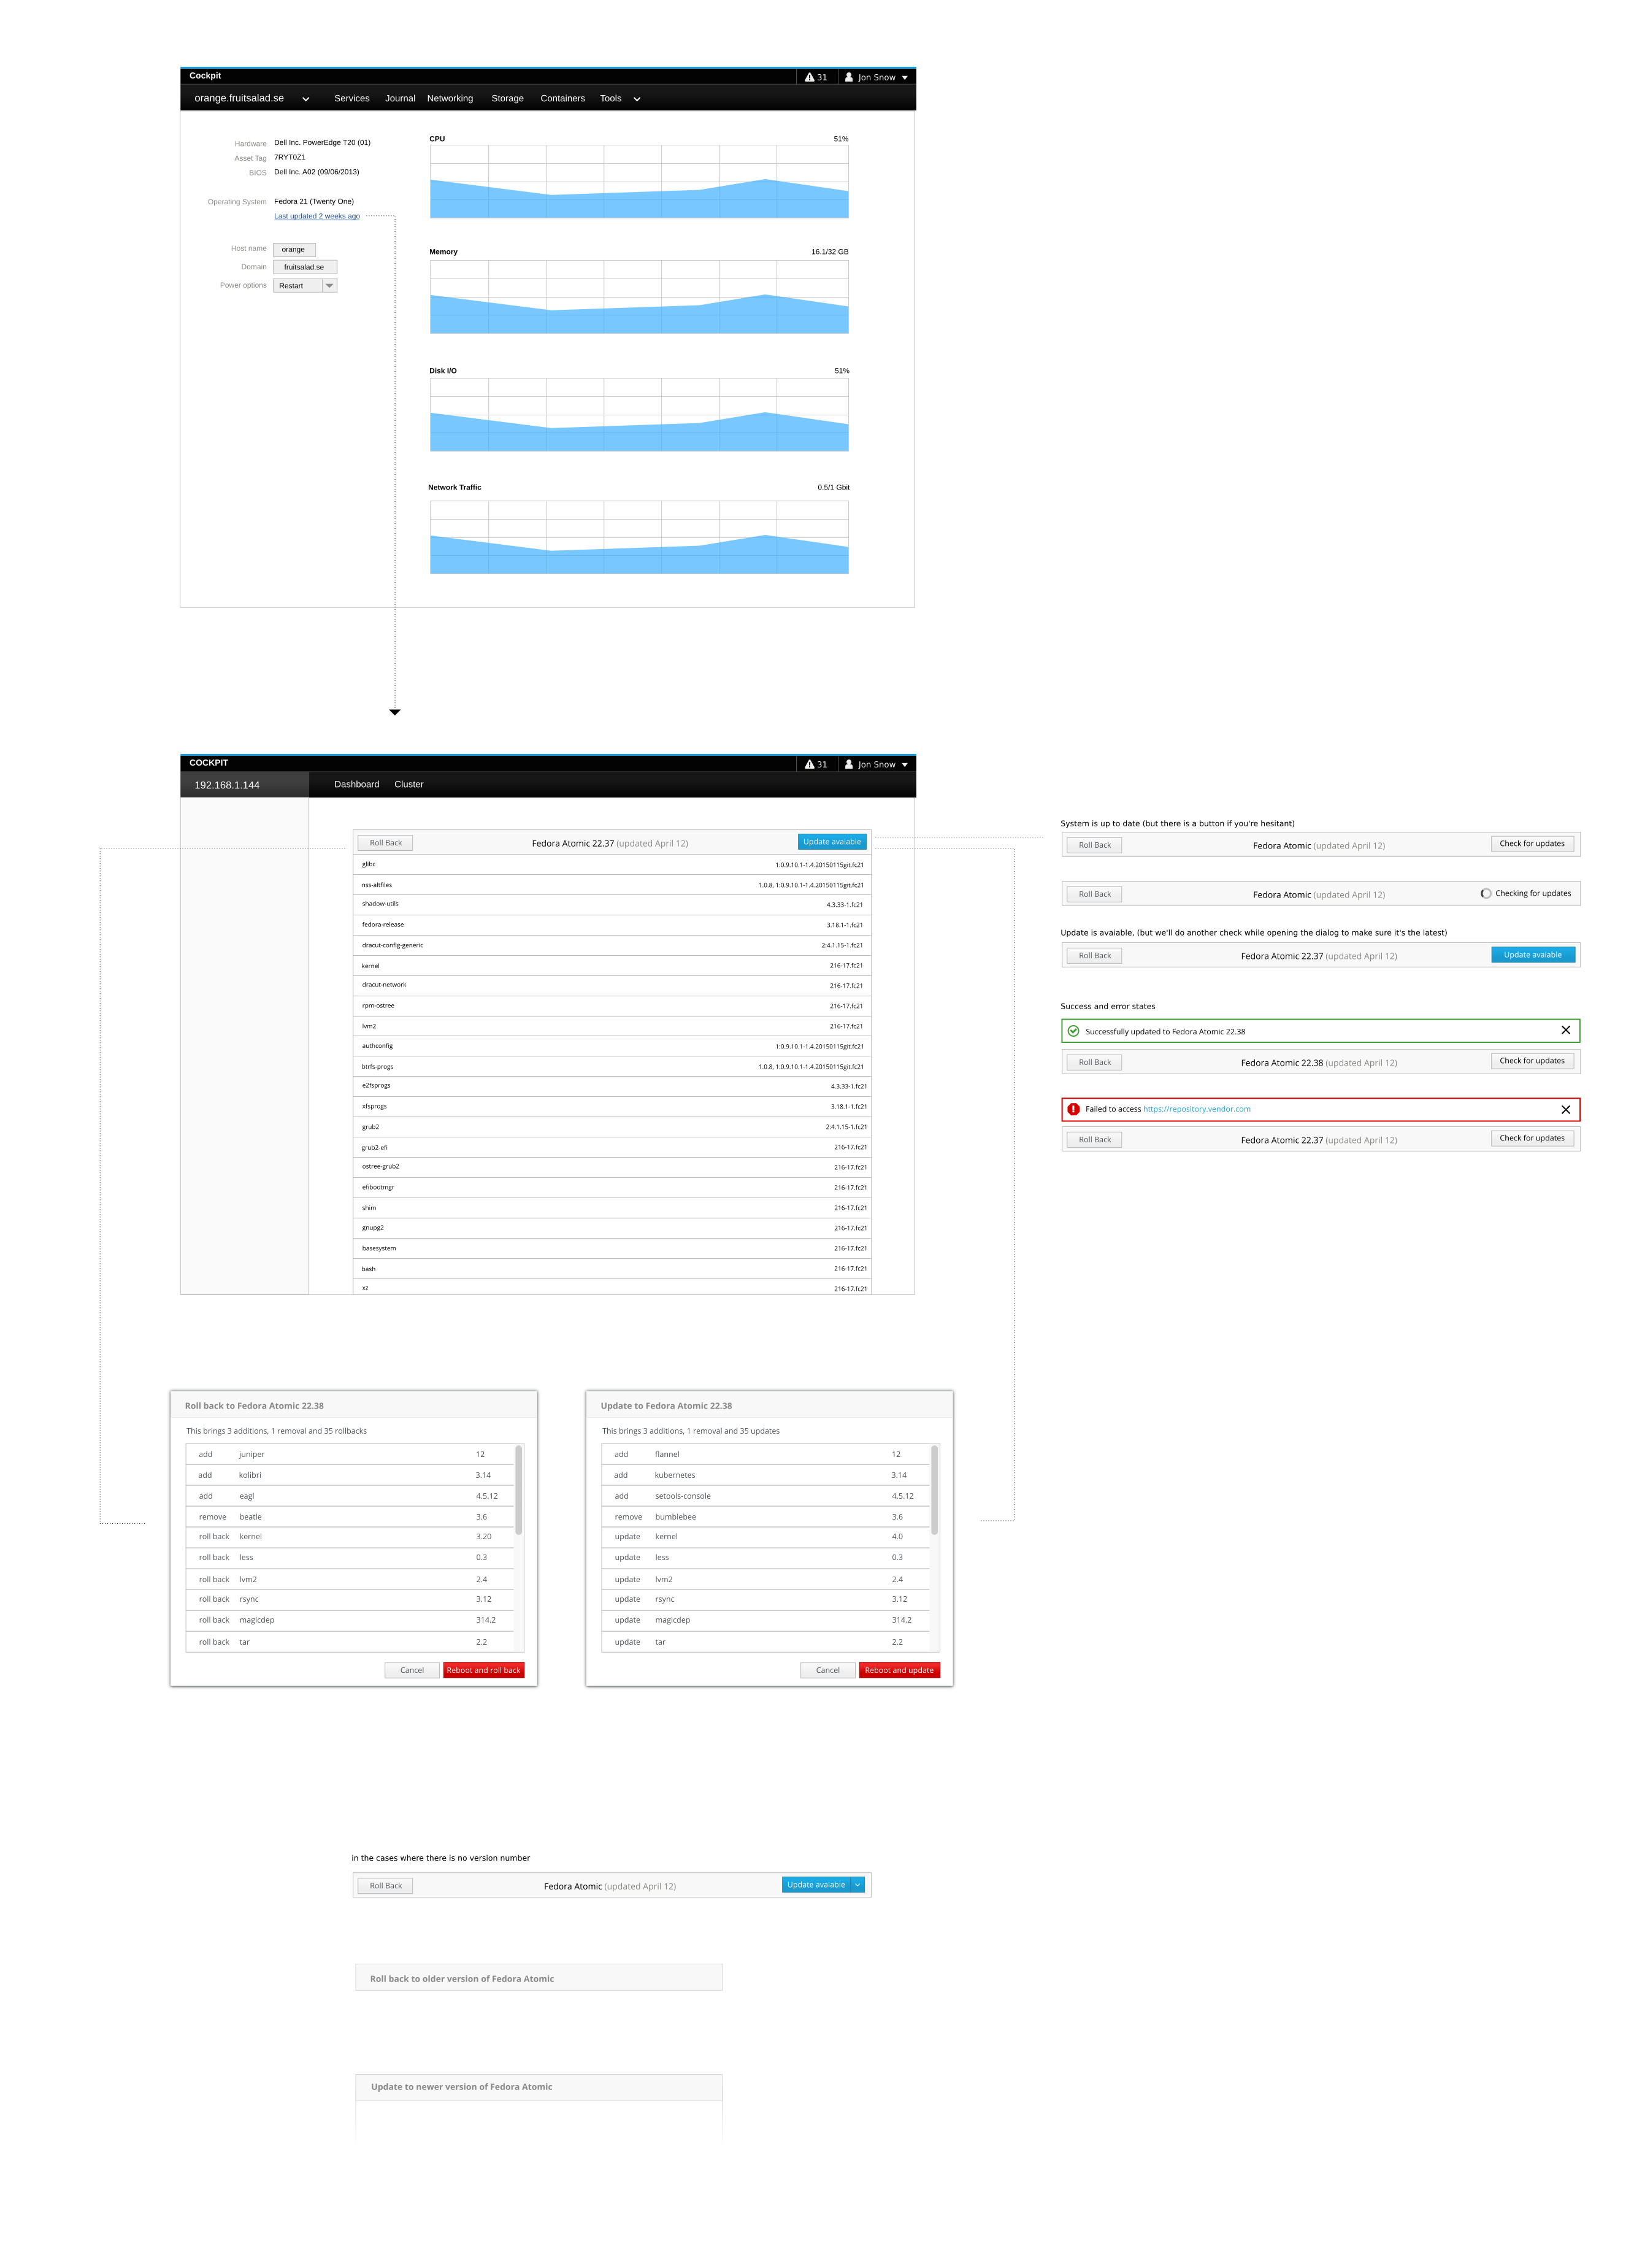 Cockpit
31
Jon Snow
orange.fruitsalad.se
Services Journal Networking Storage Containers Tools
Hardware Dell Inc. PowerEdge T20 (01)
Asset Tag 7RYT0Z1
BIOS Dell Inc. A02 (09/06/2013)
Operating System Fedora 21 (Twenty One)
Last updated 2 weeks ago
Host name orange
Domain fruitsalad.se
Power options Restart
CPU 51%
Memory 16.1/32 GB
Disk I/O 51%
Network Traffic 0.5/1 Gbit
COCKPIT
31
Jon Snow
192.168.1.144
Dashboard Cluster
Roll Back Fedora Atomic 22.37 (updated April 12) Update avaiable
glibc 1:0.9.10.1-1.4.20150115git.fc21
nss-altfiles 1.0.8, 1:0.9.10.1-1.4.20150115git.fc21
shadow-utils 4.3.33-1.fc21
fedora-release 3.18.1-1.fc21
dracut-config-generic 2:4.1.15-1.fc21
kernel 216-17.fc21
dracut-network 216-17.fc21
rpm-ostree 216-17.fc21
lvm2 216-17.fc21
authconfig 1:0.9.10.1-1.4.20150115git.fc21
btrfs-progs 1.0.8, 1:0.9.10.1-1.4.20150115git.fc21
e2fsprogs 4.3.33-1.fc21
xfsprogs 3.18.1-1.fc21
grub2 2:4.1.15-1.fc21
grub2-efi 216-17.fc21
ostree-grub2 216-17.fc21
efibootmgr 216-17.fc21
shim 216-17.fc21
gnupg2 216-17.fc21
basesystem 216-17.fc21
bash 216-17.fc21
xz 216-17.fc21
System is up to date (but there is a button if you're hesitant)
Roll Back Fedora Atomic (updated April 12) Check for updates
Roll Back Fedora Atomic (updated April 12) Checking for updates
Update is avaiable, (but we'll do another check while opening the dialog to make sure it's the latest)
Roll Back Fedora Atomic 22.37 (updated April 12) Update avaiable
Success and error states
Successfully updated to Fedora Atomic 22.38
Roll Back Fedora Atomic 22.38 (updated April 12) Check for updates
Failed to access https://repository.vendor.com
Roll Back Fedora Atomic 22.37 (updated April 12) Check for updates
Roll back to Fedora Atomic 22.38
This brings 3 additions, 1 removal and 35 rollbacks
add juniper 12
add kolibri 3.14
add eagl 4.5.12
remove beatle 3.6
roll back kernel 3.20
roll back less 0.3
roll back lvm2 2.4
roll back rsync 3.12
roll back magicdep 314.2
roll back tar 2.2
Cancel Reboot and roll back
Update to Fedora Atomic 22.38
This brings 3 additions, 1 removal and 35 updates
add flannel 12
add kubernetes 3.14
add setools-console 4.5.12
remove bumblebee 3.6
update kernel 4.0
update less 0.3
update lvm2 2.4
update rsync 3.12
update magicdep 314.2
update tar 2.2
Cancel Reboot and update
in the cases where there is no version number
Roll Back Fedora Atomic (updated April 12) Update avaiable
Roll back to older version of Fedora Atomic
Update to newer version of Fedora Atomic